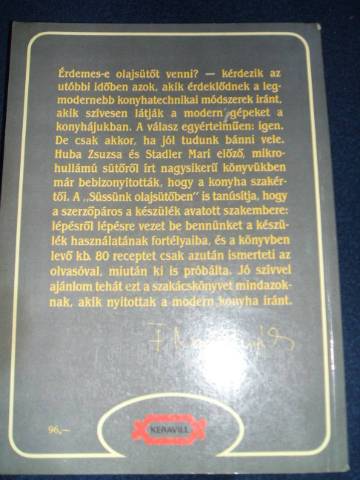 Érdemes-e olajsütőt venni? — kérdezik az
utóbbi időben azok, akik érdeklődnek a leg-
modernebb konyhatechnikai módszerek iránt,
akik szívesen látják a modern gépeket a
konyhájukban. A válasz egyértelműen: igen.
De csak akkor, ha jól tudunk bánni vele.
Huba Zsuzsa és Stadler Mari előző, mikro-
hullámú sütőről írt nagysikerű könyvükben
már bebizonyították, hogy a konyha szakér-
tői. A „Süssünk olajsütőben" is tanúsítja, hogy
a szerzőpáros a készülék avatott szakembere:
lépésről lépésre vezet be bennünket a készü-
lék használatának fortélyaiba, és a könyvben
levő kb. 80 receptet csak azután ismerteti az
olvasóval, miután ki is próbálta. Jó szívvel
ajánlom tehát ezt a szakácskönyvet mindazok-
nak, akik nyitottak a modern konyha iránt.
96,—
KERAVILL